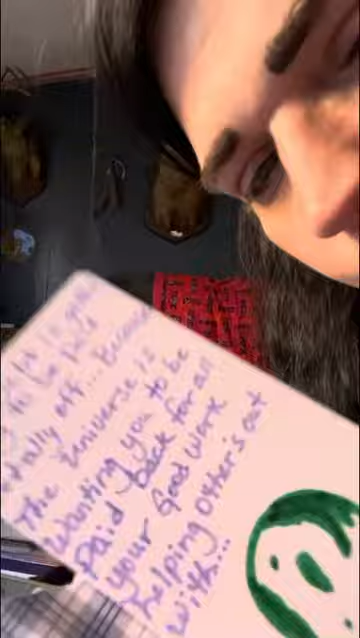 to be paid
off... Because
The Universe is
Wanting you to be
Paid back for all
your Good work
helping other's out
with...